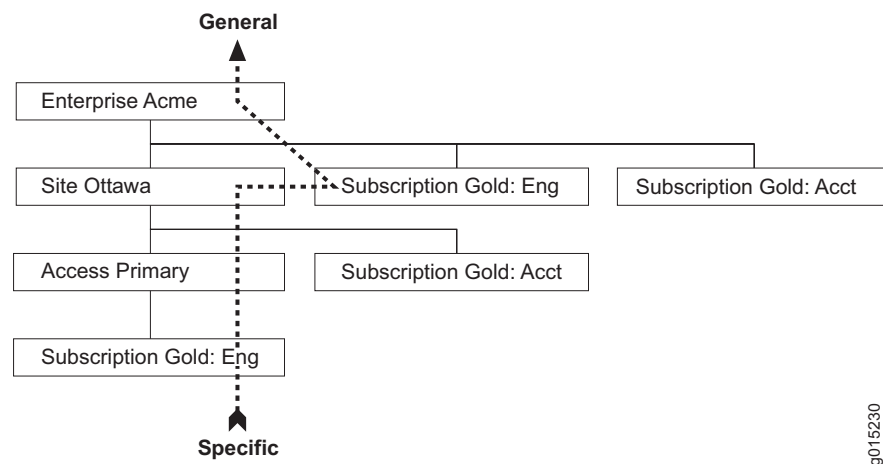 General
Enterprise Acme
Site Ottawa
Subscription Gold: Eng
Subscription Gold: Acct
Access Primary
Subscription Gold: Acct
Subscription Gold: Eng
Specific
g015230